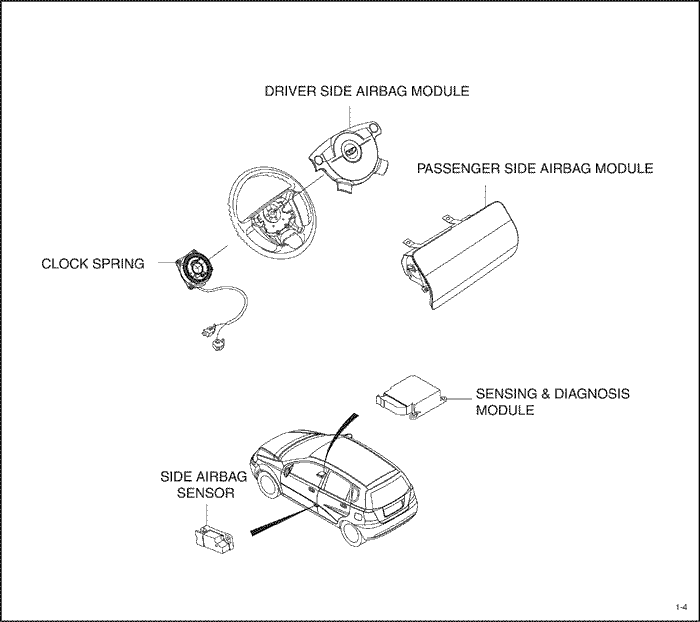 DRIVER SIDE AIRBAG MODULE
PASSENGER SIDE AIRBAG MODULE
CLOCK SPRING
SENSING & DIAGNOSIS
MODULE
SIDE AIRBAG
SENSOR
1-4